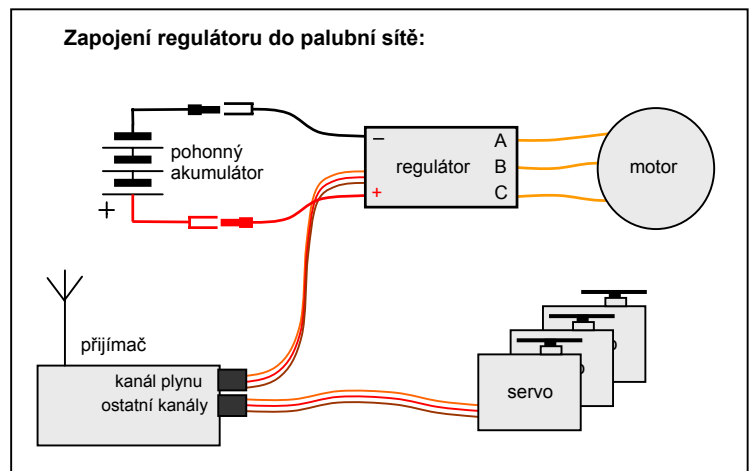 Zapojení regulátoru do palubní sítě:
pohonný
akumulátor
+
−
+
regulátor
A
B
C
motor
přijímač
kanál plynu
ostatní kanály
servo